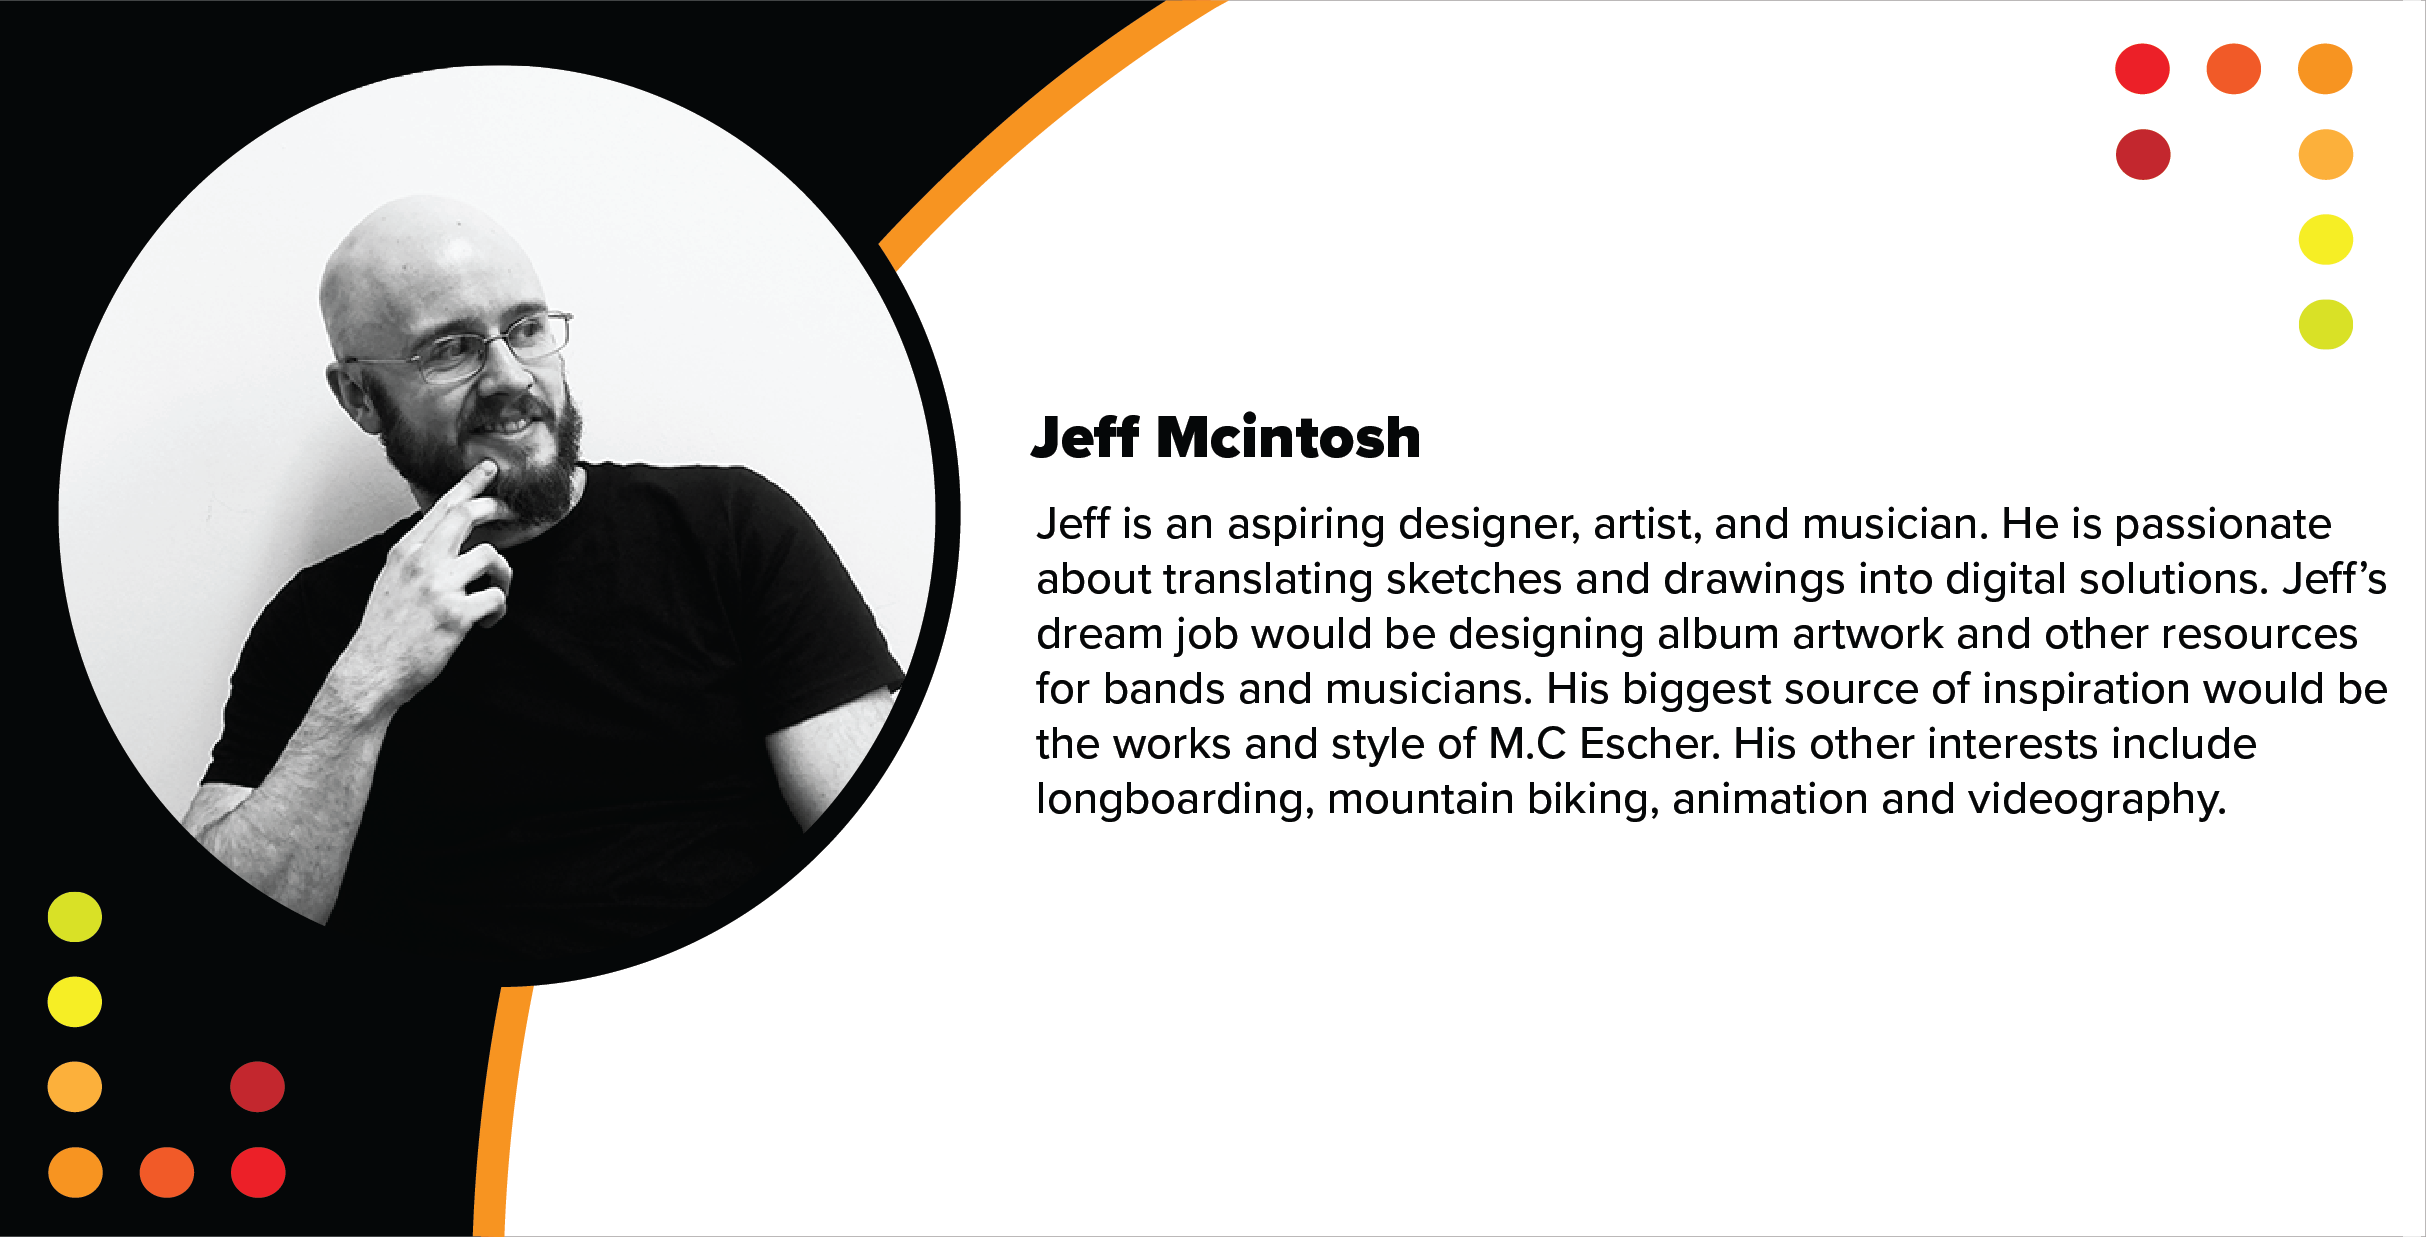 Jeff Mcintosh
Jeff is an aspiring designer, artist, and musician. He is passionate
about translating sketches and drawings into digital solutions. Jeff’s
dream job would be designing album artwork and other resources
for bands and musicians. His biggest source of inspiration would be
the works and style of M.C Escher. His other interests include
longboarding, mountain biking, animation and videography.